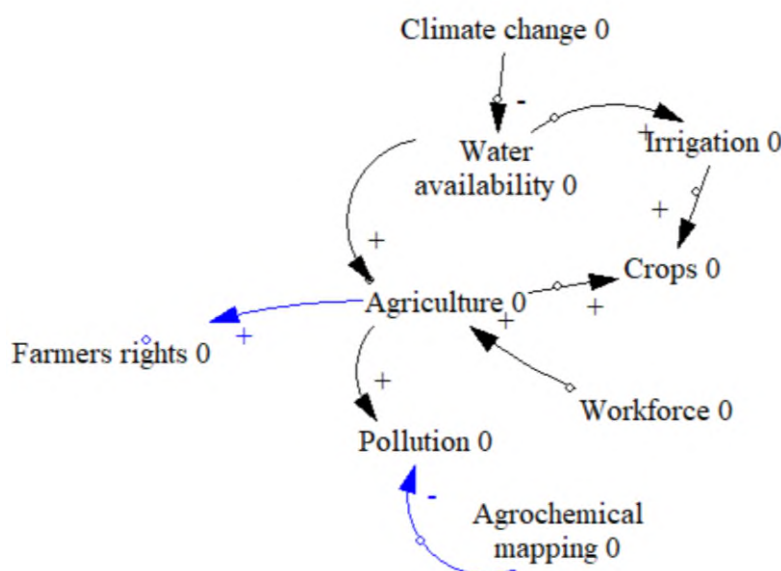 Climate change 0
-
Water
availability 0
+
Irrigation 0
+
+
Crops 0
Agriculture 0
+
+
+
Farmers rights 0
+
Workforce 0
Pollution 0
-
Agrochemical
mapping 0